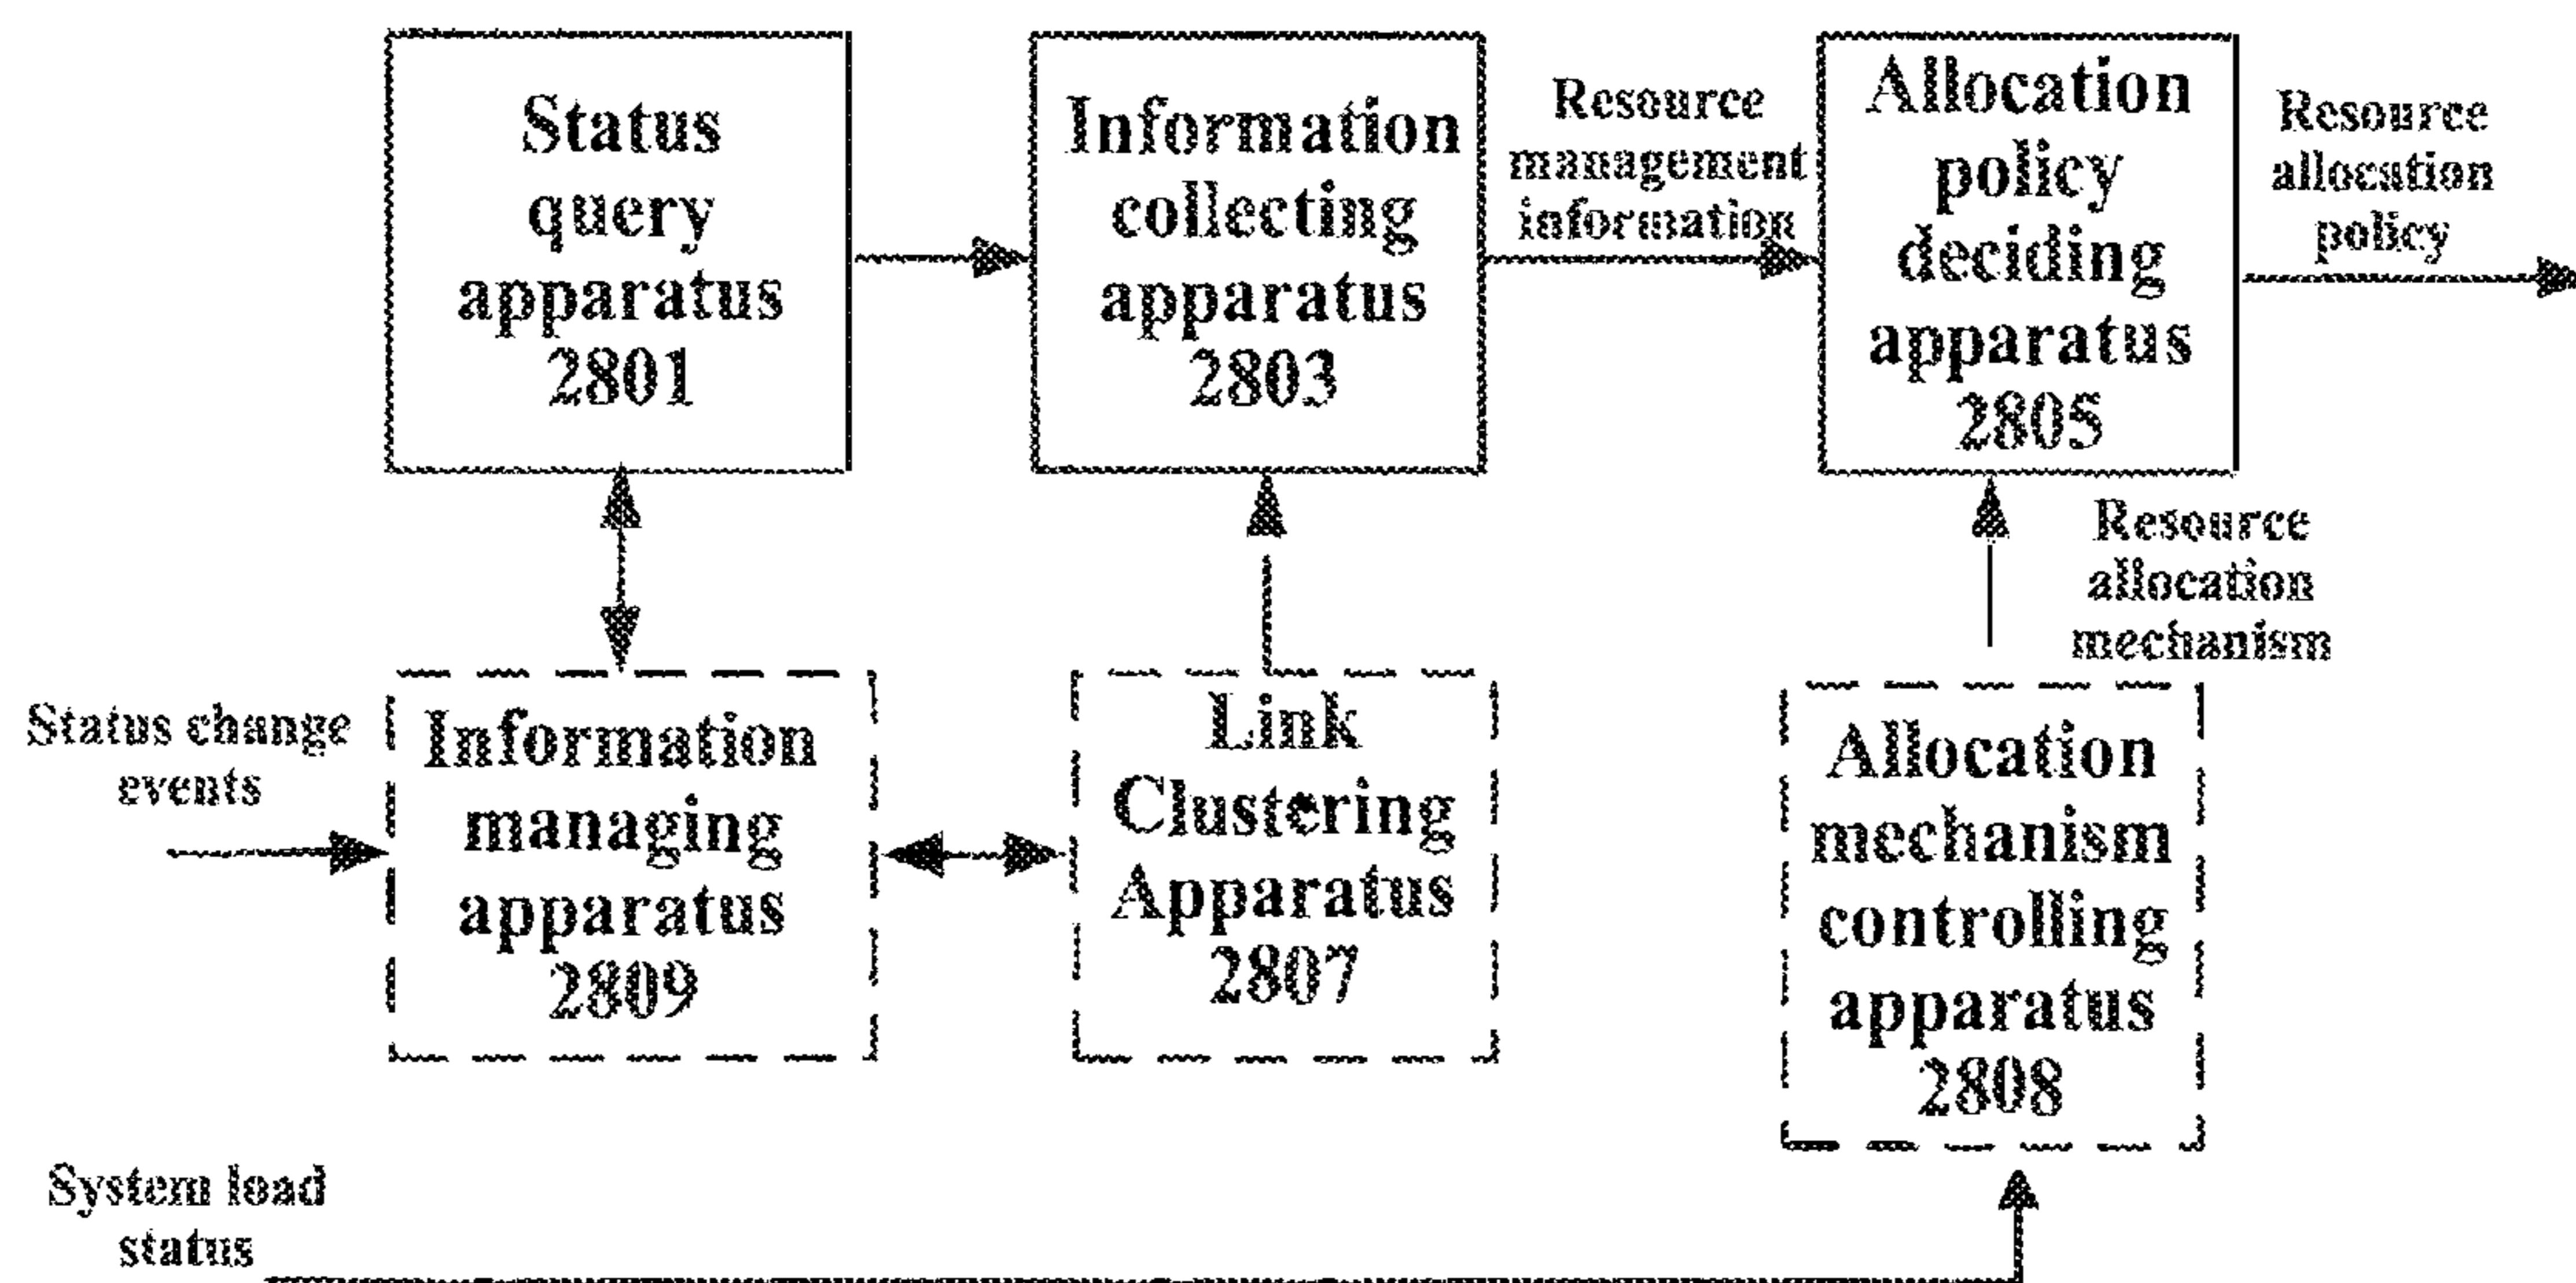 Status
query
apparatus
2801
Information
collecting
apparatus
2803
Resource
management
information
Allocation
policy
deciding
apparatus
2805
Resource
allocation
policy
Resource
allocation
mechanism
Status change
events
Information
managing
apparatus
2809
Link
Clustering
Apparatus
2807
Allocation
mechanism
controlling
apparatus
2808
System load
status